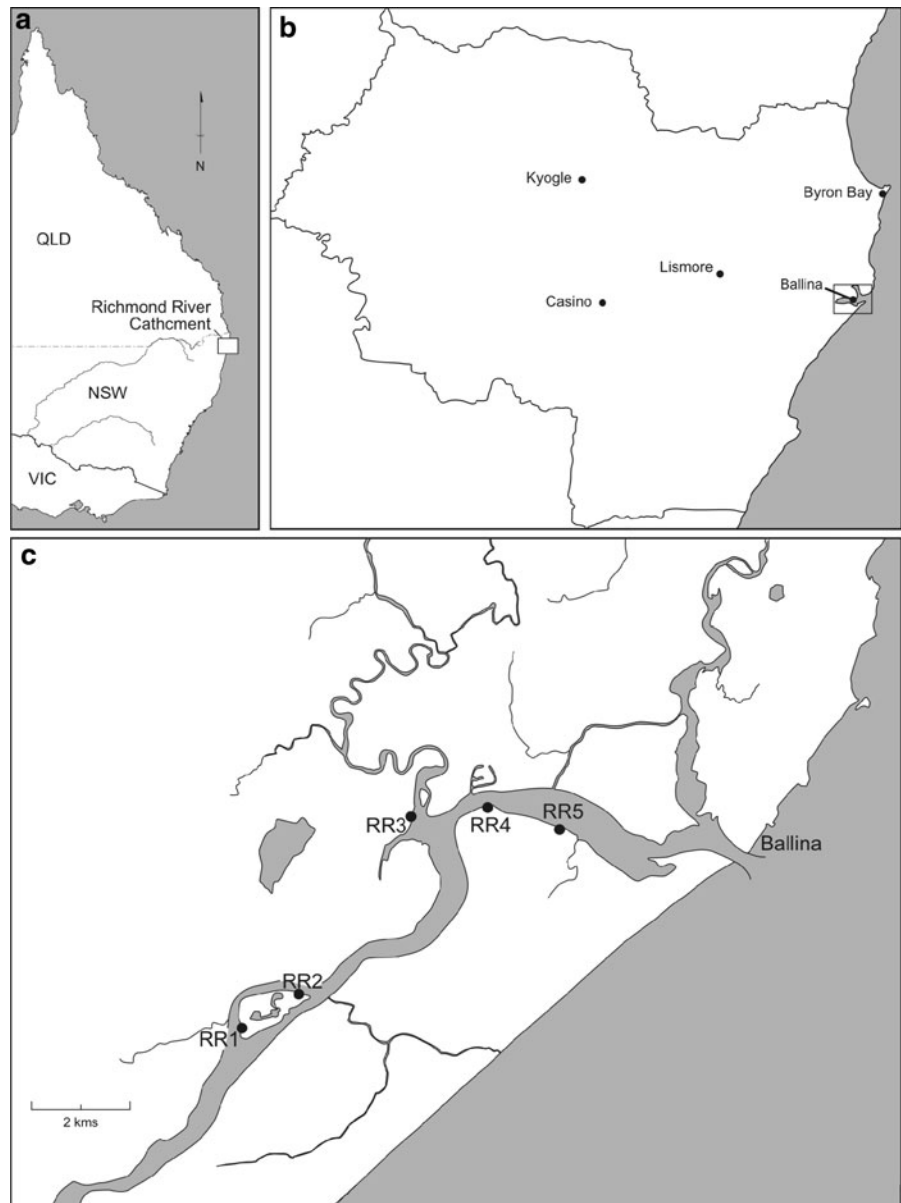 a
N
QLD
Richmond River
Cathcment
NSW
VIC
b
Kyogle
Byron Bay
Lismore
Ballina
Casino
c
RR3
RR4
RR5
Ballina
RR2
RR1
2 kms